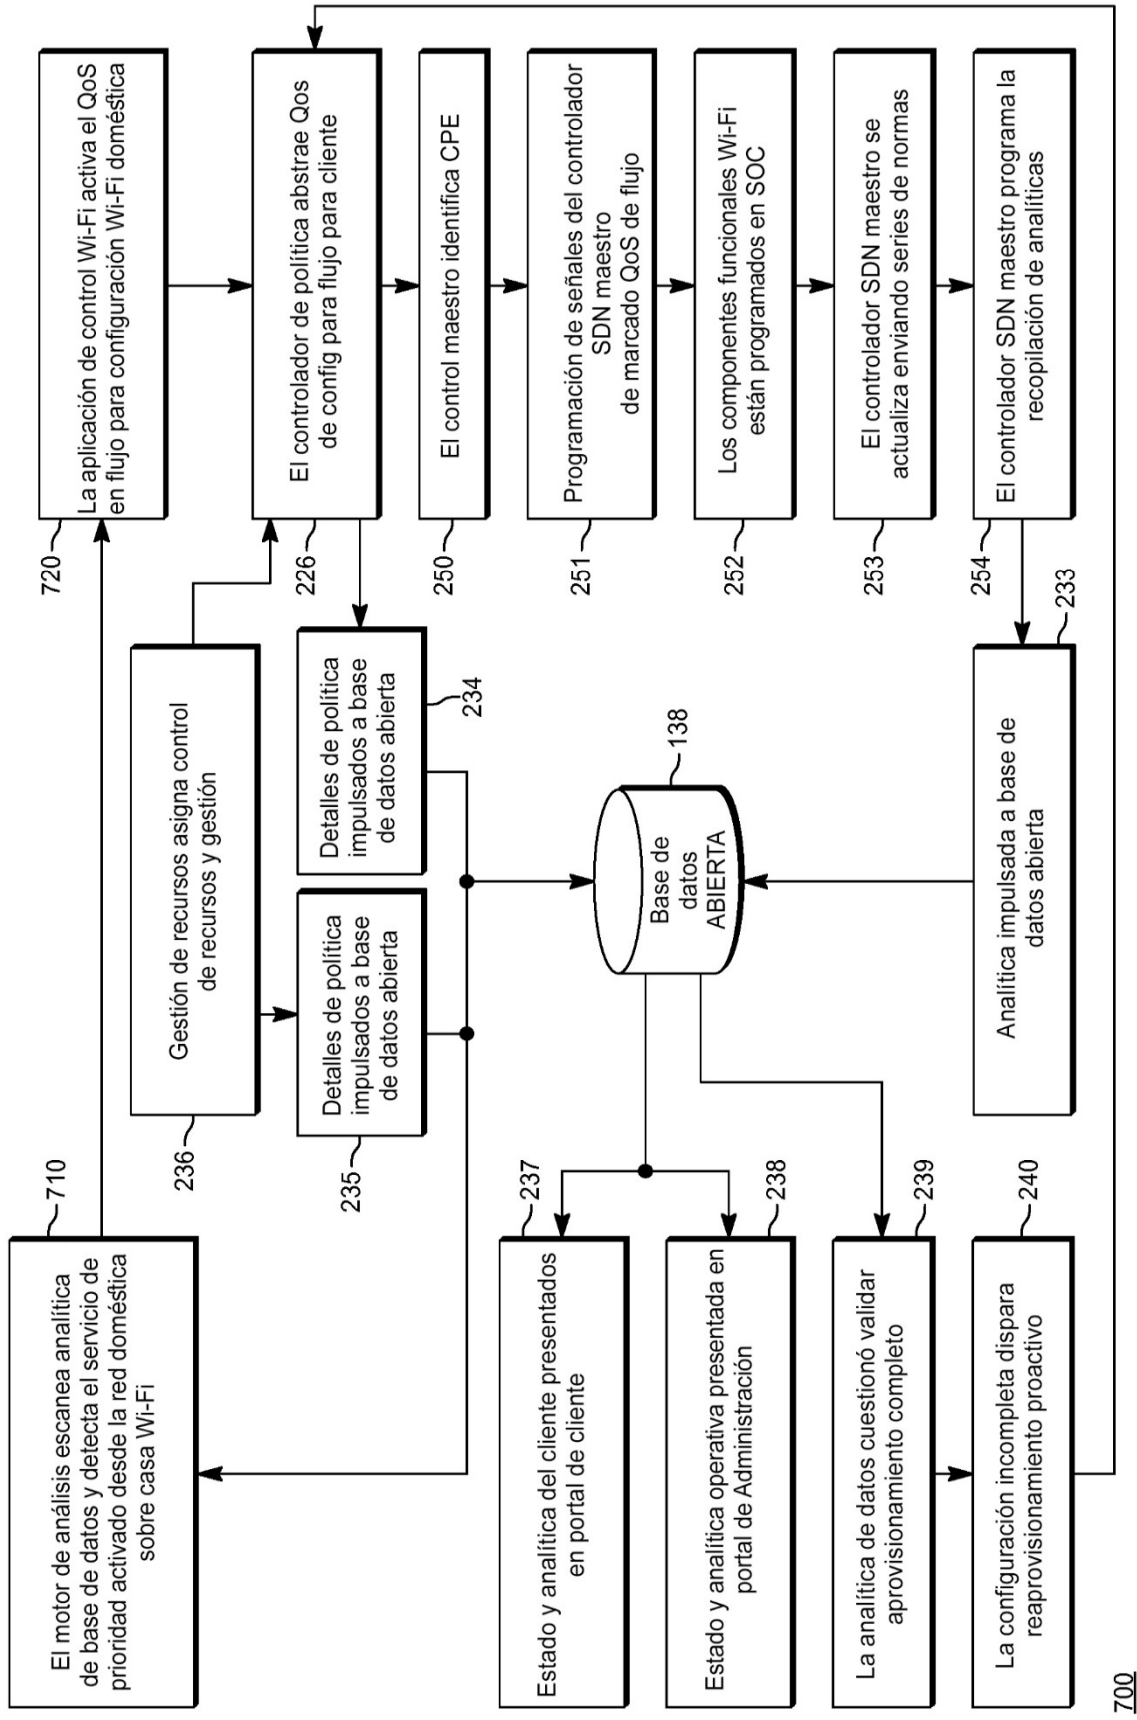 El motor de análisis escanea analítica
de base de datos y detecta el servicio de
prioridad activado desde la red doméstica
sobre casa Wi-Fi
710
La aplicación de control Wi-Fi activa el QoS
en flujo para configuración Wi-Fi doméstica
720
Gestión de recursos asigna control
de recursos y gestión
236
El controlador de política abstrae Qos
de config para flujo para cliente
226
Detalles de política
impulsados a base
de datos abierta
235
Detalles de política
impulsados a base
de datos abierta
234
El control maestro identifica CPE
250
Estado y analítica del cliente presentados
en portal de cliente
237
Base de
datos
ABIERTA
138
Programación de señales del controlador
SDN maestro
de marcado QoS de flujo
251
Estado y analítica operativa presentada en
portal de Administración
238
Los componentes funcionales Wi-Fi
están programados en SOC
252
La analítica de datos cuestionó validar
aprovisionamiento completo
239
El controlador SDN maestro se
actualiza enviando series de normas
253
La configuración incompleta dispara
reaprovisionamiento proactivo
240
Analítica impulsada a base de
datos abierta
233
El controlador SDN maestro programa la
recopilación de analíticas
254
700